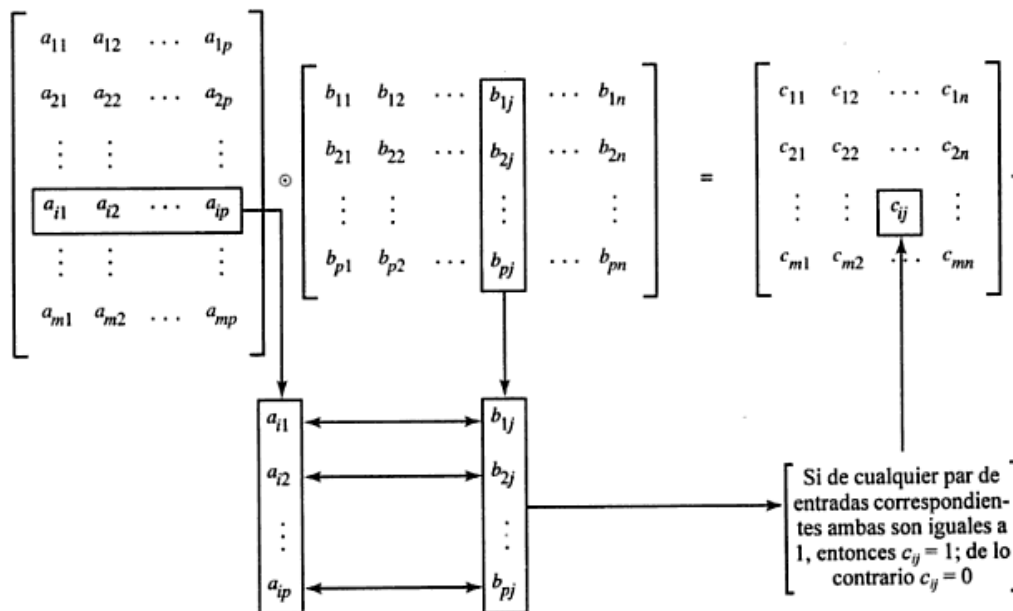 a11 a12 ... a1p
a21 a22 ... a2p
⋮ ⋮ ⋮
ai1 ai2 ... aip
⋮ ⋮ ⋮
am1 am2 ... amp
⊙
b11 b12 ... b1j ... b1n
b21 b22 ... b2j ... b2n
⋮ ⋮ ⋮ ⋮
bp1 bp2 ... bpj ... bpn
=
c11 c12 ... c1n
c21 c22 ... c2n
⋮ ⋮ cij ⋮
cm1 cm2 ... cmn
.
ai1 b1j
ai2 b2j
⋮ ⋮
aip bpj
Si de cualquier par de
entradas correspondien-
tes ambas son iguales a
1, entonces cij = 1; de lo
contrario cij = 0